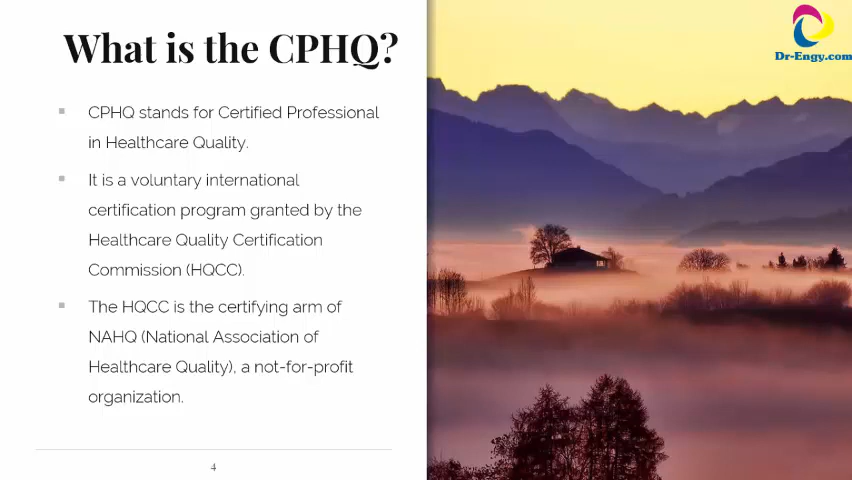 What is the CPHQ?
Dr-Engy.com
CPHQ stands for Certified Professional
in Healthcare Quality.
It is a voluntary international
certification program granted by the
Healthcare Quality Certification
Commission (HQCC).
The HQCC is the certifying arm of
NAHQ (National Association of
Healthcare Quality), a not-for-profit
organization.
4